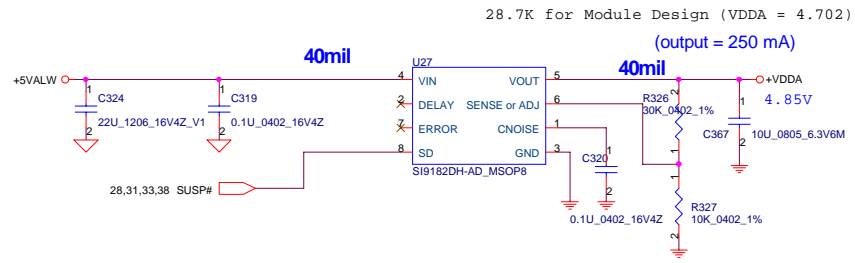 28.7K for Module Design (VDDA = 4.702)
(output = 250 mA)
40mil
U27
40mil
+5VALW
4
VIN
VOUT
5
+VDDA
1
C324
1
C319
2
DELAY
SENSE or ADJ
6
2
R326
1
4.85V
22U_1206_16V4Z_V1
0.1U_0402_16V4Z
30K_0402_1%
2
2
7
ERROR
CNOISE
1
C367
10U_0805_6.3V6M
2
8
SD
GND
3
1
C320
1
SI9182DH-AD_MSOP8
2
1
28,31,33,38 SUSP#
R327
0.1U_0402_16V4Z
10K_0402_1%
2